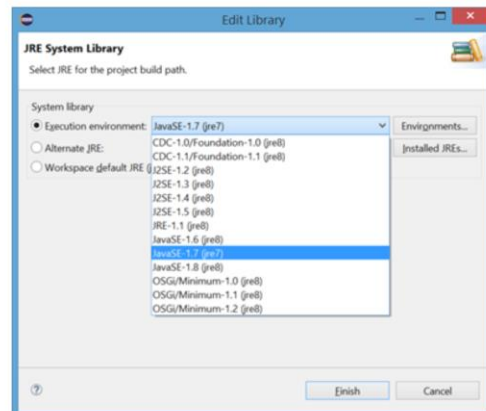 Edit Library
JRE System Library
Select JRE for the project build path.
System library
Execution environment: JavaSE-1.7 (jre7) Environments...
Alternate JRE: Installed JREs...
Workspace default JRE (
CDC-1.0/Foundation-1.0 (jre8)
CDC-1.1/Foundation-1.1 (jre8)
J2SE-1.2 (jre8)
J2SE-1.3 (jre8)
J2SE-1.4 (jre8)
J2SE-1.5 (jre8)
JRE-1.1 (jre8)
JavaSE-1.6 (jre8)
JavaSE-1.7 (jre7)
JavaSE-1.8 (jre8)
OSGi/Minimum-1.0 (jre8)
OSGi/Minimum-1.1 (jre8)
OSGi/Minimum-1.2 (jre8)
Finish Cancel